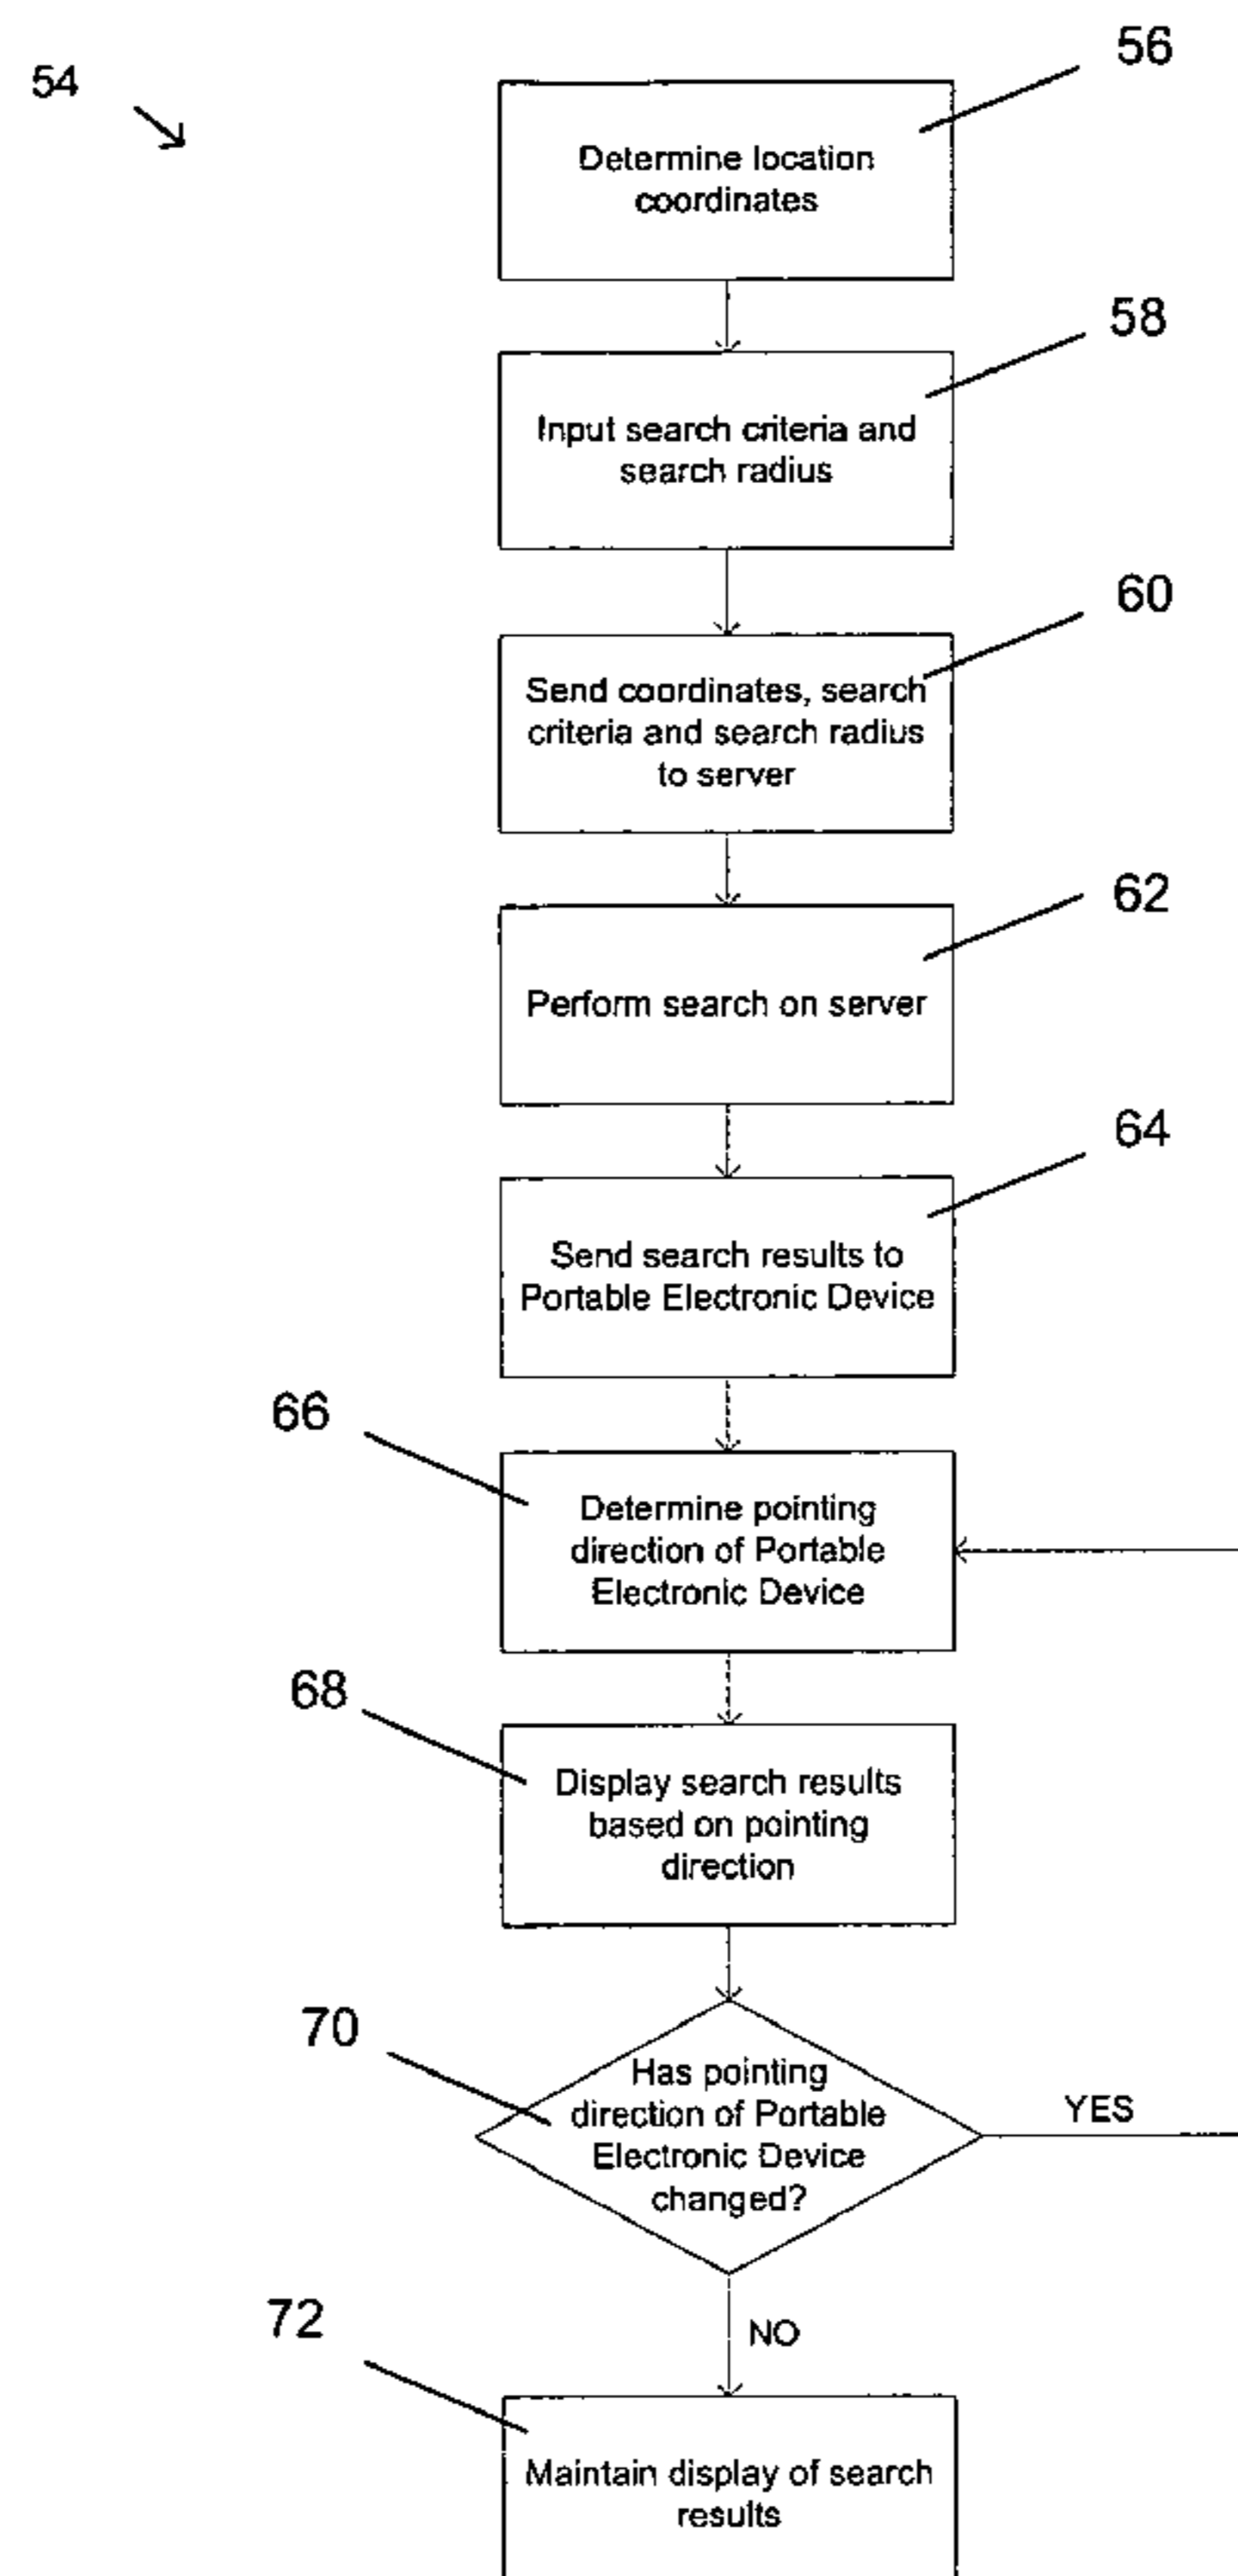 54
56
Determine location
coordinates
58
Input search criteria and
search radius
60
Send coordinates, search
criteria and search radius
to server
62
Perform search on server
64
Send search results to
Portable Electronic Device
66
Determine pointing
direction of Portable
Electronic Device
68
Display search results
based on pointing
direction
70
Has pointing
direction of Portable
Electronic Device
changed?
YES
NO
72
Maintain display of search
results